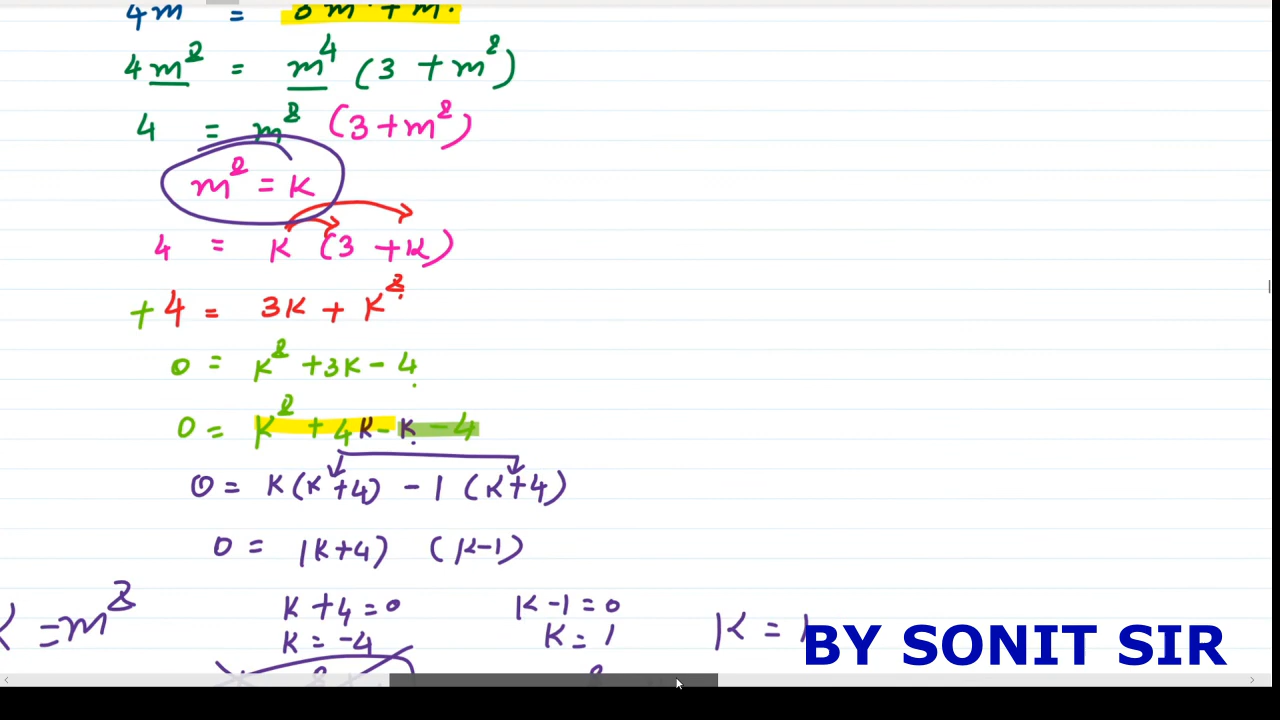 4m =
4m² = m⁴ (3 + m²)
4 = m² (3 + m²)
m² = K
4 = K (3 + K)
+4 = 3K + K²
0 = K² + 3K - 4
0 = K² + 4K - K - 4
0 = K(K+4) - 1 (K+4)
0 = (K+4) (K-1)
K + 4 = 0 K - 1 = 0
K = m² K = -4 K = 1 K = 1
BY SONIT SIR